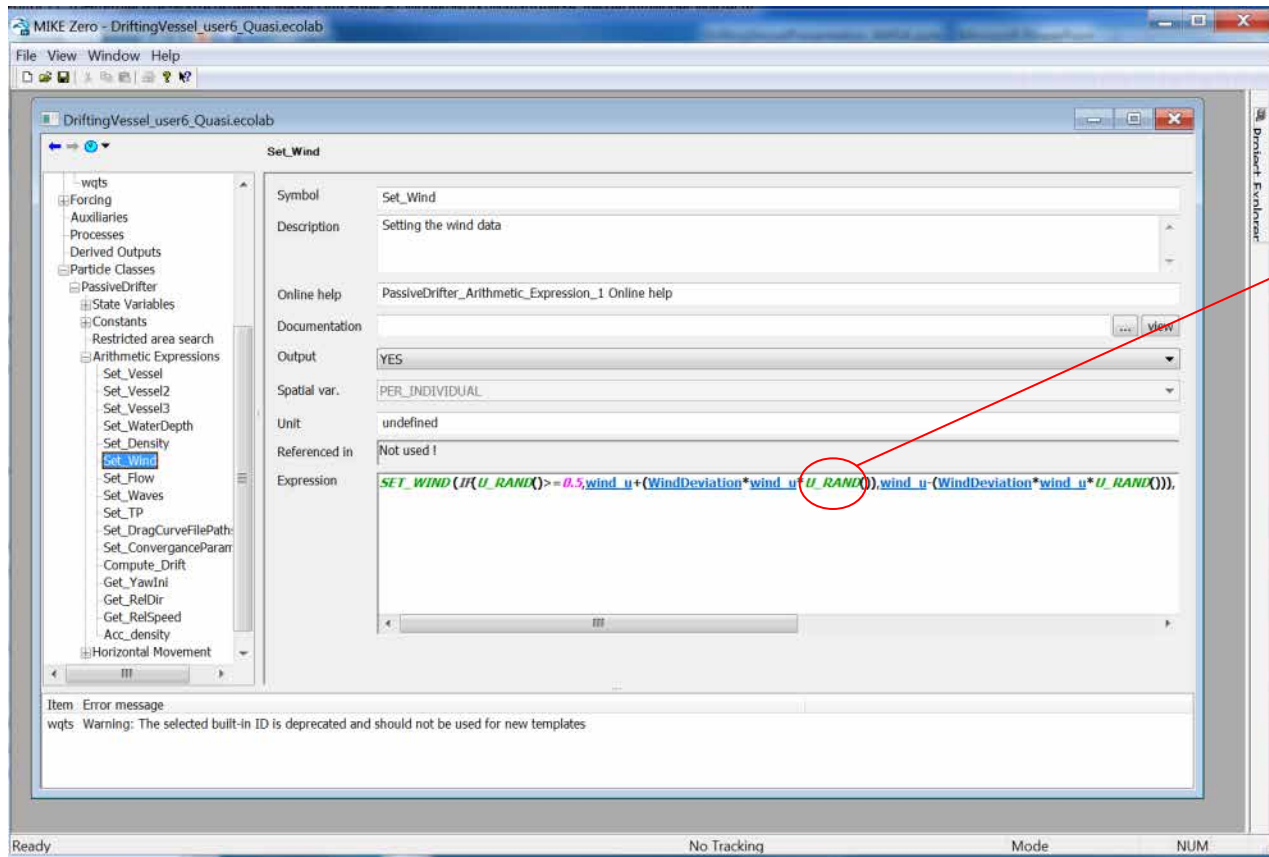 MIKE Zero - DriftingVessel_user6_Quasi.ecolab
File View Window Help
DriftingVessel_user6_Quasi.ecolab
Set_Wind
wqts
Forcing
Auxiliaries
Processes
Derived Outputs
Particle Classes
PassiveDrifter
State Variables
Constants
Restricted area search
Arithmetic Expressions
Set_Vessel
Set_Vessel2
Set_Vessel3
Set_WaterDepth
Set_Density
Set_Wind
Set_Flow
Set_Waves
Set_TP
Set_DragCurveFilePath
Set_ConverganceParam
Compute_Drift
Get_YawIni
Get_RelDir
Get_RelSpeed
Acc_density
Horizontal Movement
Symbol Set_Wind
Description Setting the wind data
Online help PassiveDrifter_Arithmetic_Expression_1 Online help
Documentation ... view
Output YES
Spatial var. PER_INDIVIDUAL
Unit undefined
Referenced in Not used !
Expression SET_WIND(IF(U_RAND()>=0.5,wind_u+(WindDeviation*wind_u*U_RAND()),wind_u-(WindDeviation*wind_u*U_RAND())),
Project Explorer
Item Error message
wqts Warning: The selected built-in ID is deprecated and should not be used for new templates
Ready No Tracking Mode NUM